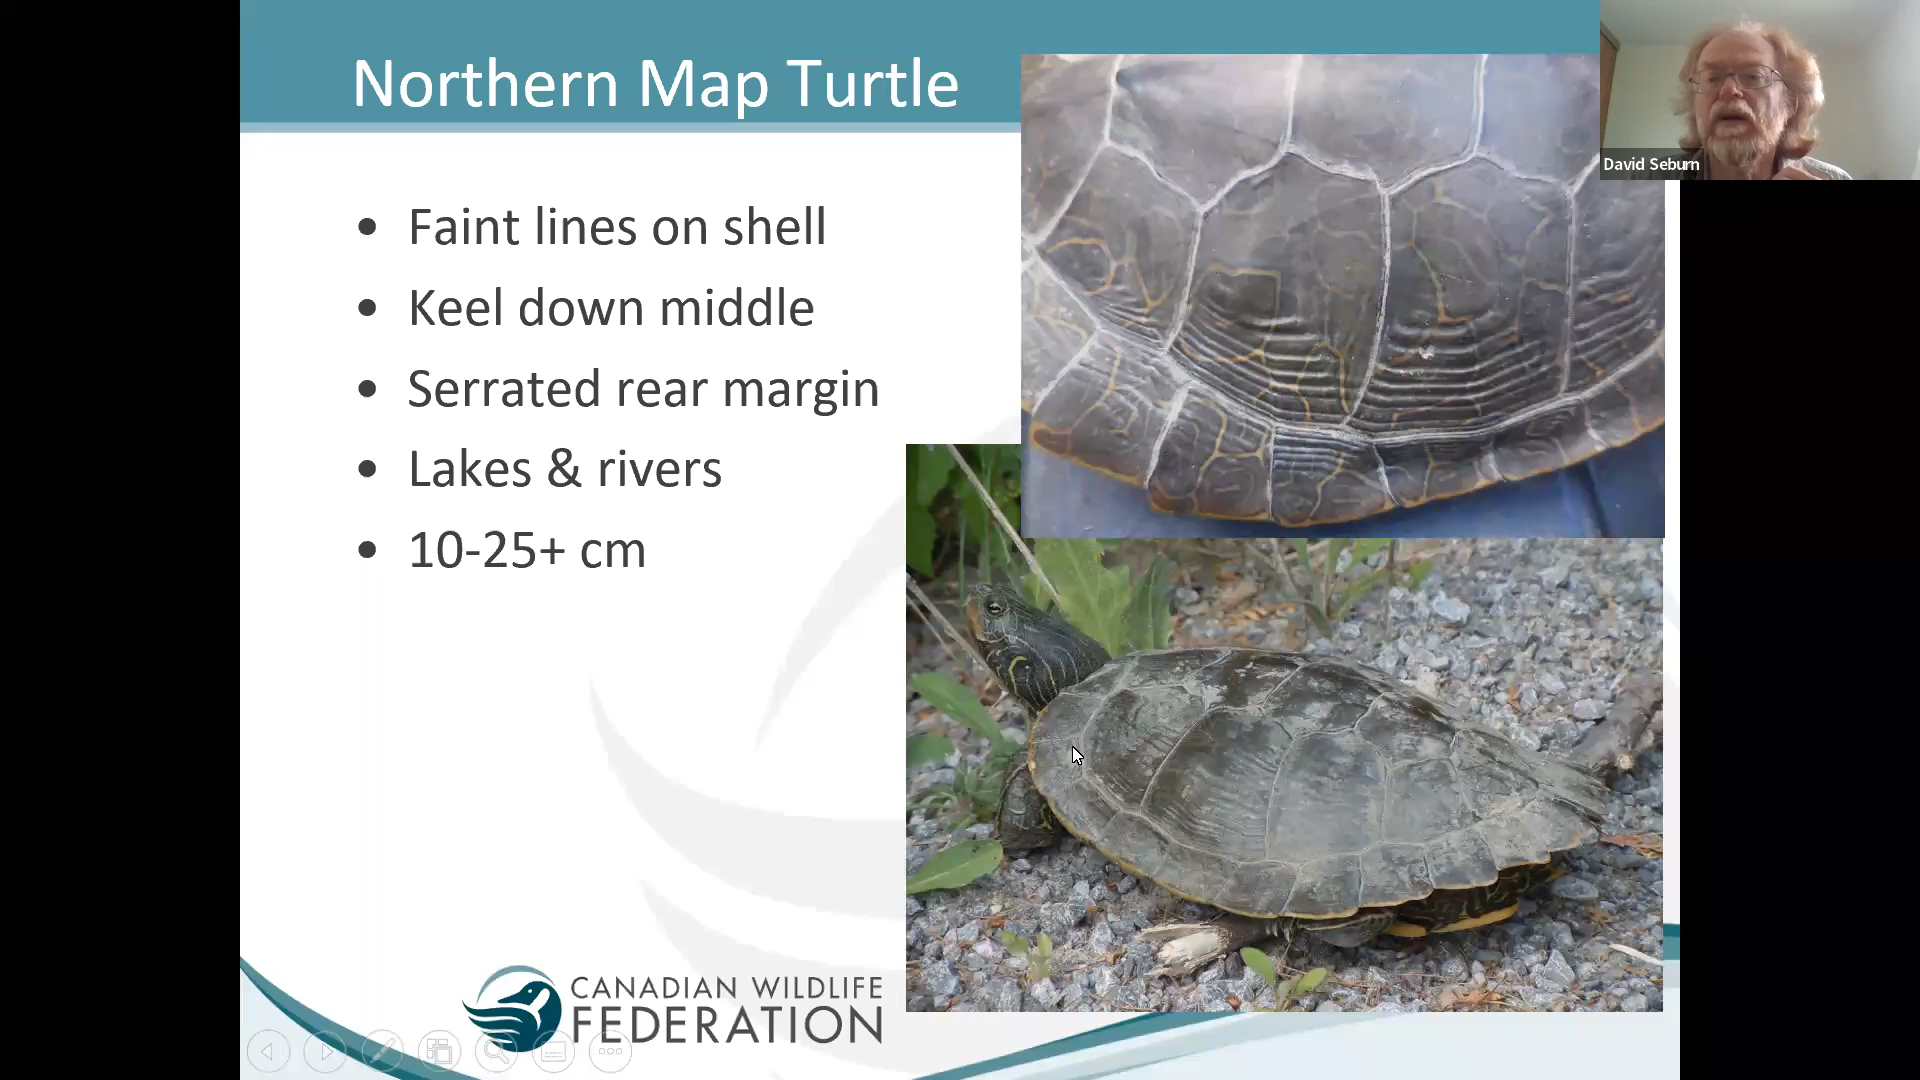 Northern Map Turtle
David Seburn
• Faint lines on shell
• Keel down middle
• Serrated rear margin
• Lakes & rivers
• 10-25+ cm
CANADIAN WILDLIFE
FEDERATION